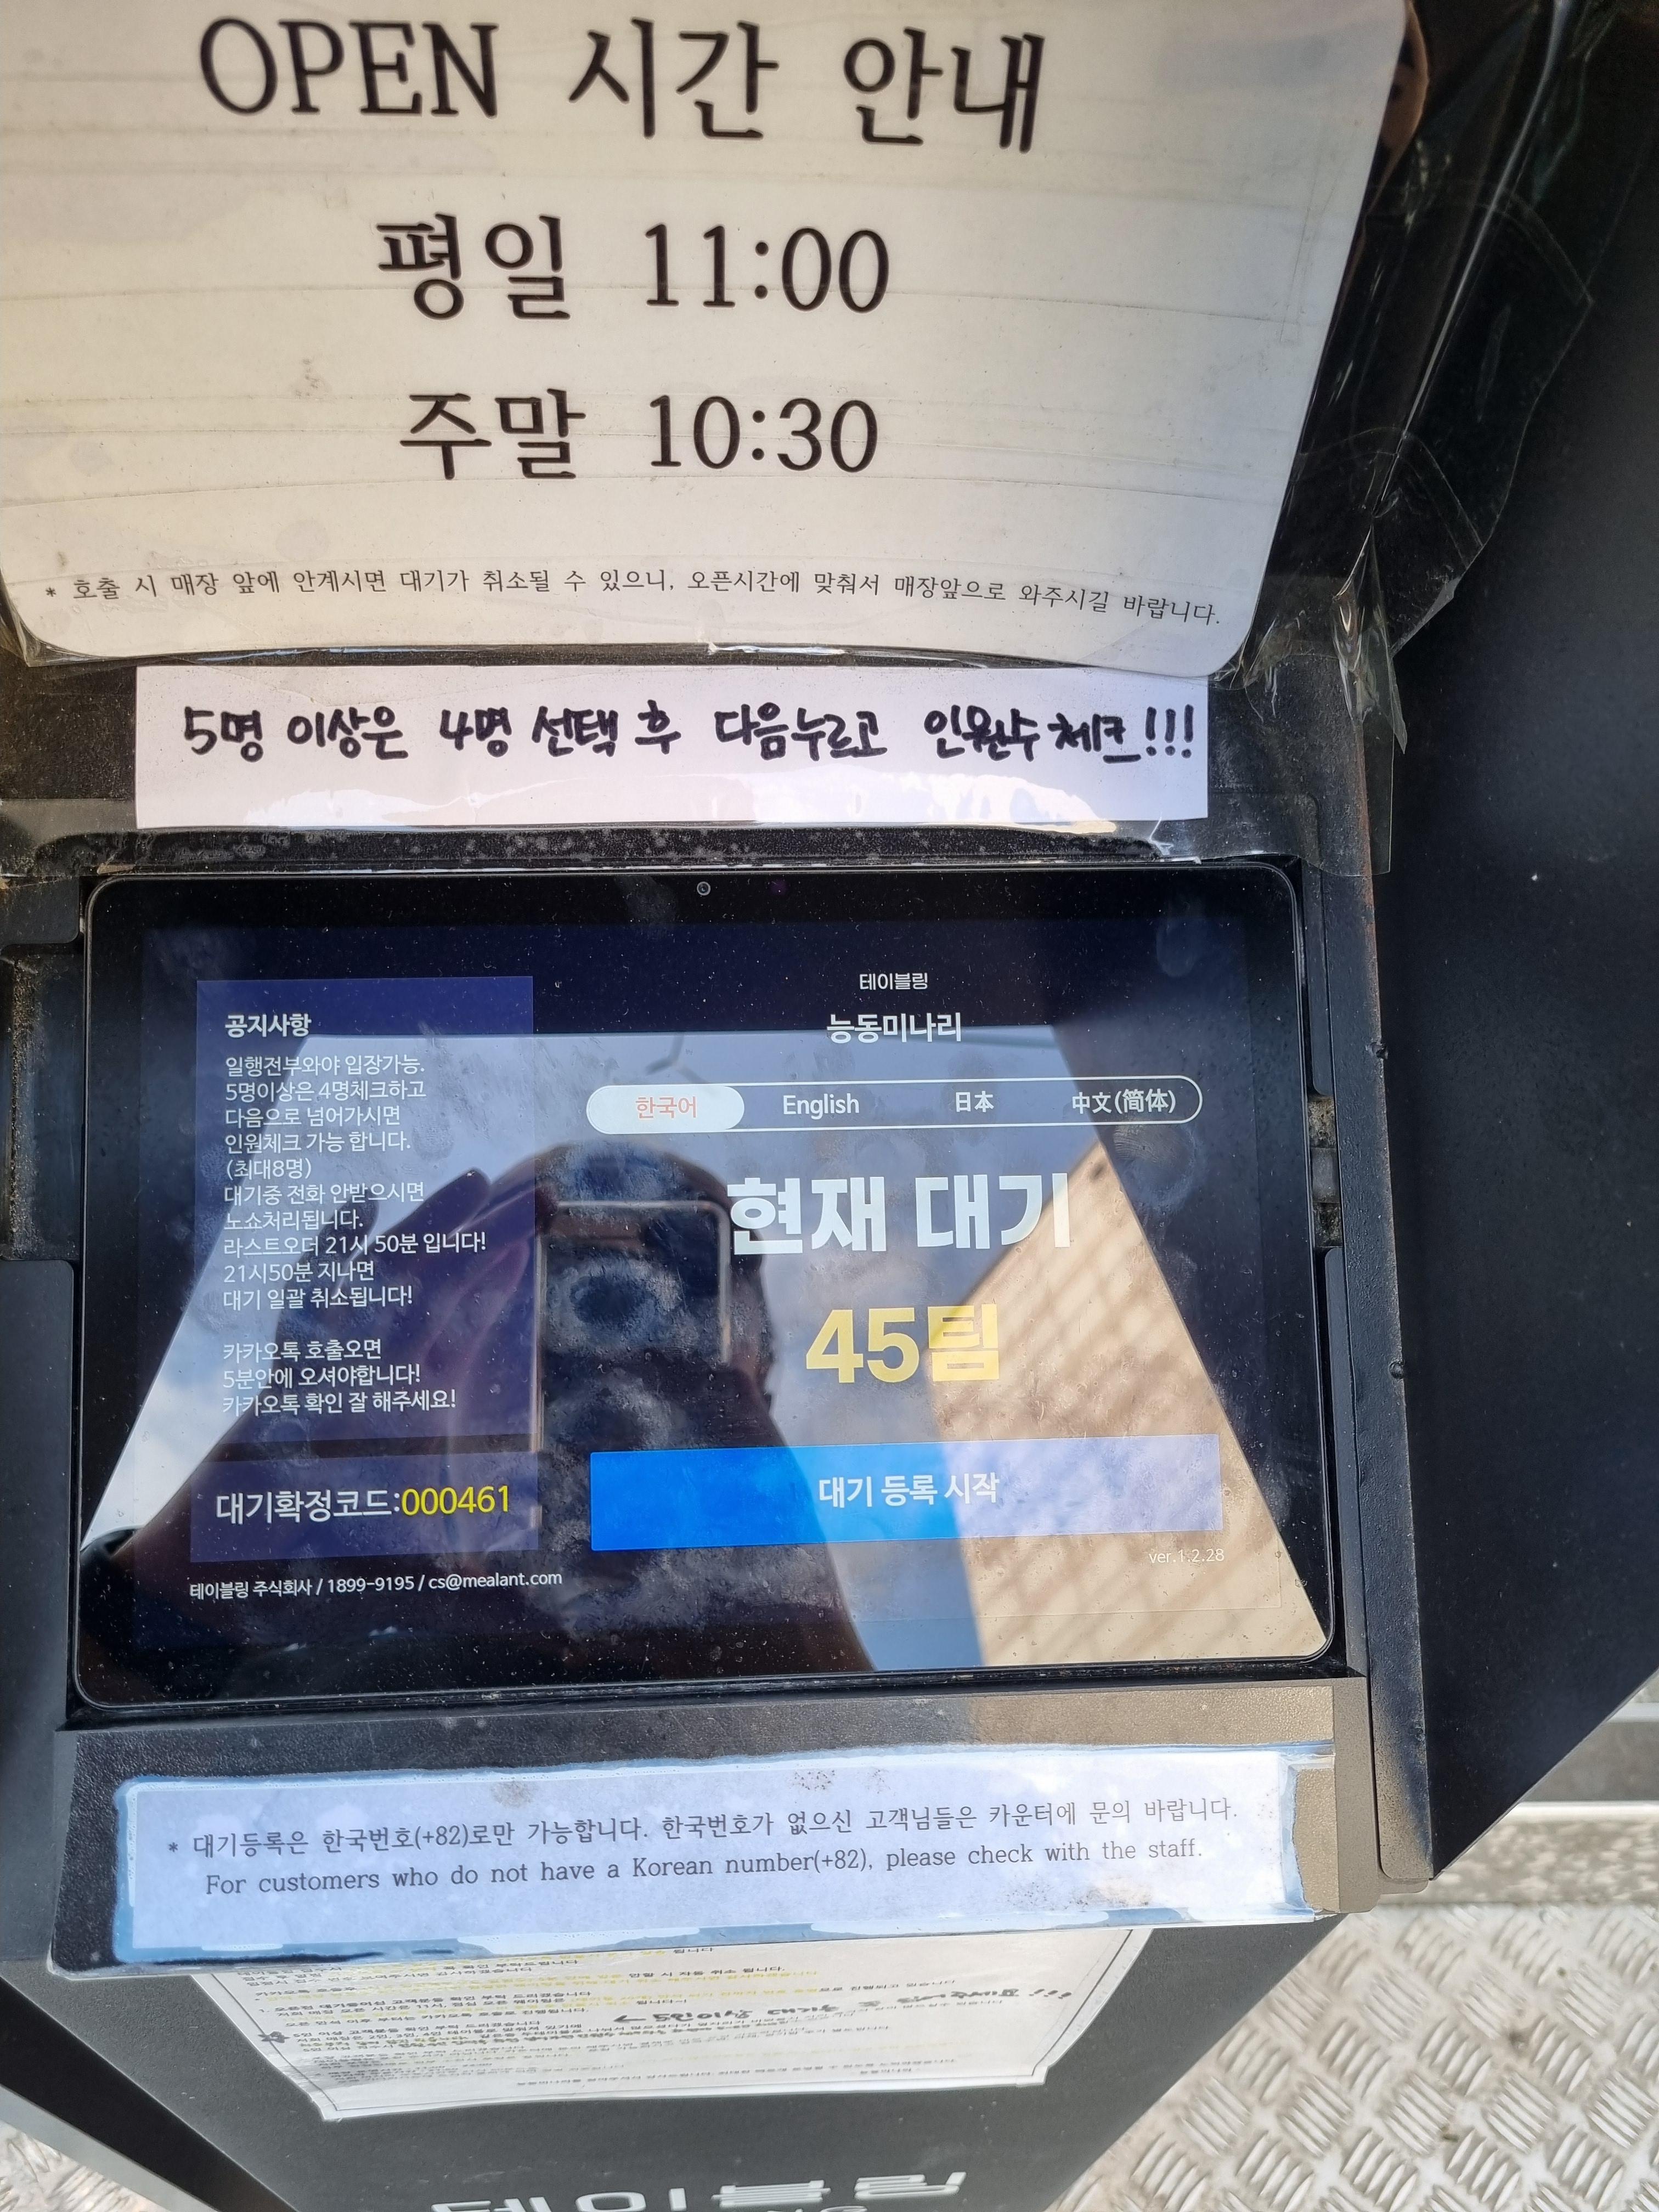 OPEN 시간 안내
평일 11:00
주말 10:30
* 호출 시 매장 앞에 안계시면 대기가 취소될 수 있으니, 오픈시간에 맞춰서 매장앞으로 와주시길 바랍니다.
5명 이상은 4명 선택 후 다음누르고 인원수 체크!!!
공지사항
일행전부와야 입장가능.
5명이상은 4명체크하고
다음으로 넘어가시면
인원체크 가능 합니다.
(최대8명)
대기중 전화 안받으시면
노쇼처리됩니다.
라스트오더 21시 50분 입니다!
21시50분 지나면
대기 일괄 취소됩니다!
카카오톡 호출오면
5분안에 오셔야합니다!
카카오톡 확인 잘 해주세요!
대기확정코드:000461
테이블링 주식회사 / 1899-9195 / cs@mealant.com
테이블링
능동미나리
한국어 English 日本 中文(简体)
현재 대기
45팀
대기 등록 시작
ver.1.2.28
* 대기등록은 한국번호(+82)로만 가능합니다. 한국번호가 없으신 고객님들은 카운터에 문의 바랍니다.
For customers who do not have a Korean number(+82), please check with the staff.
테이블링